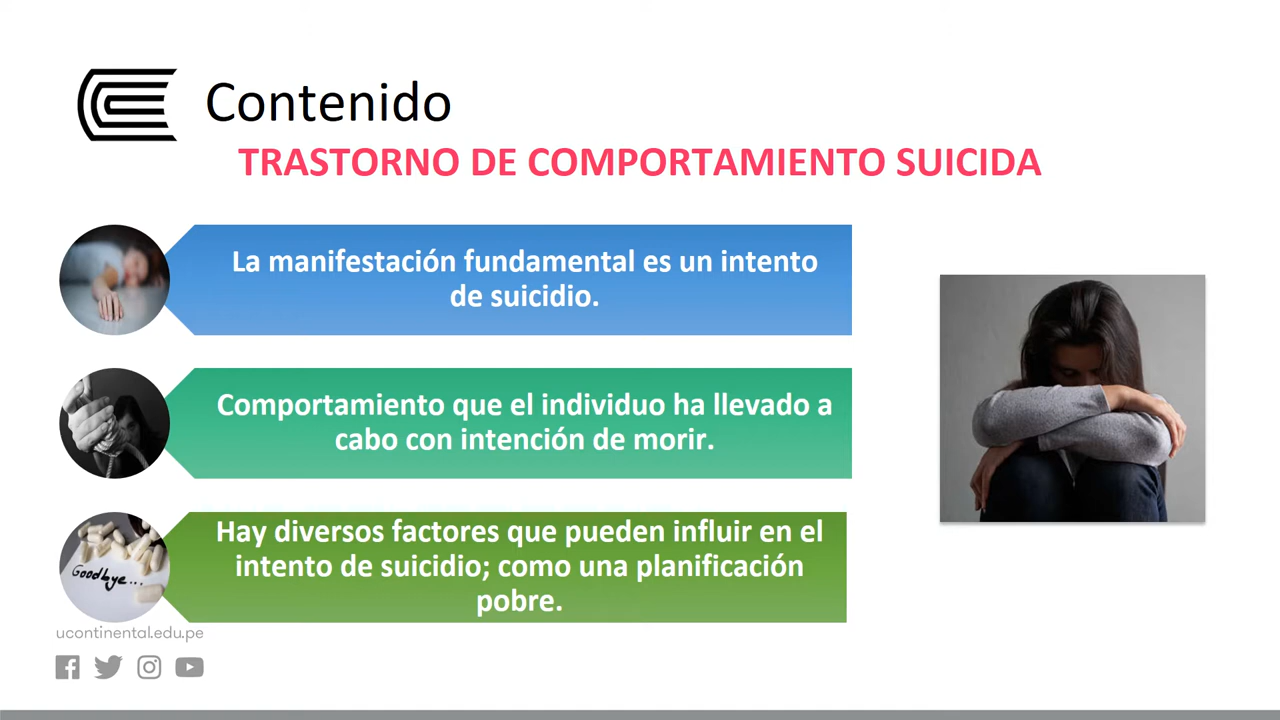 Contenido
TRASTORNO DE COMPORTAMIENTO SUICIDA
La manifestación fundamental es un intento
de suicidio.
Comportamiento que el individuo ha llevado a
cabo con intención de morir.
Hay diversos factores que pueden influir en el
intento de suicidio; como una planificación
pobre.
Goodbye...
ucontinental.edu.pe